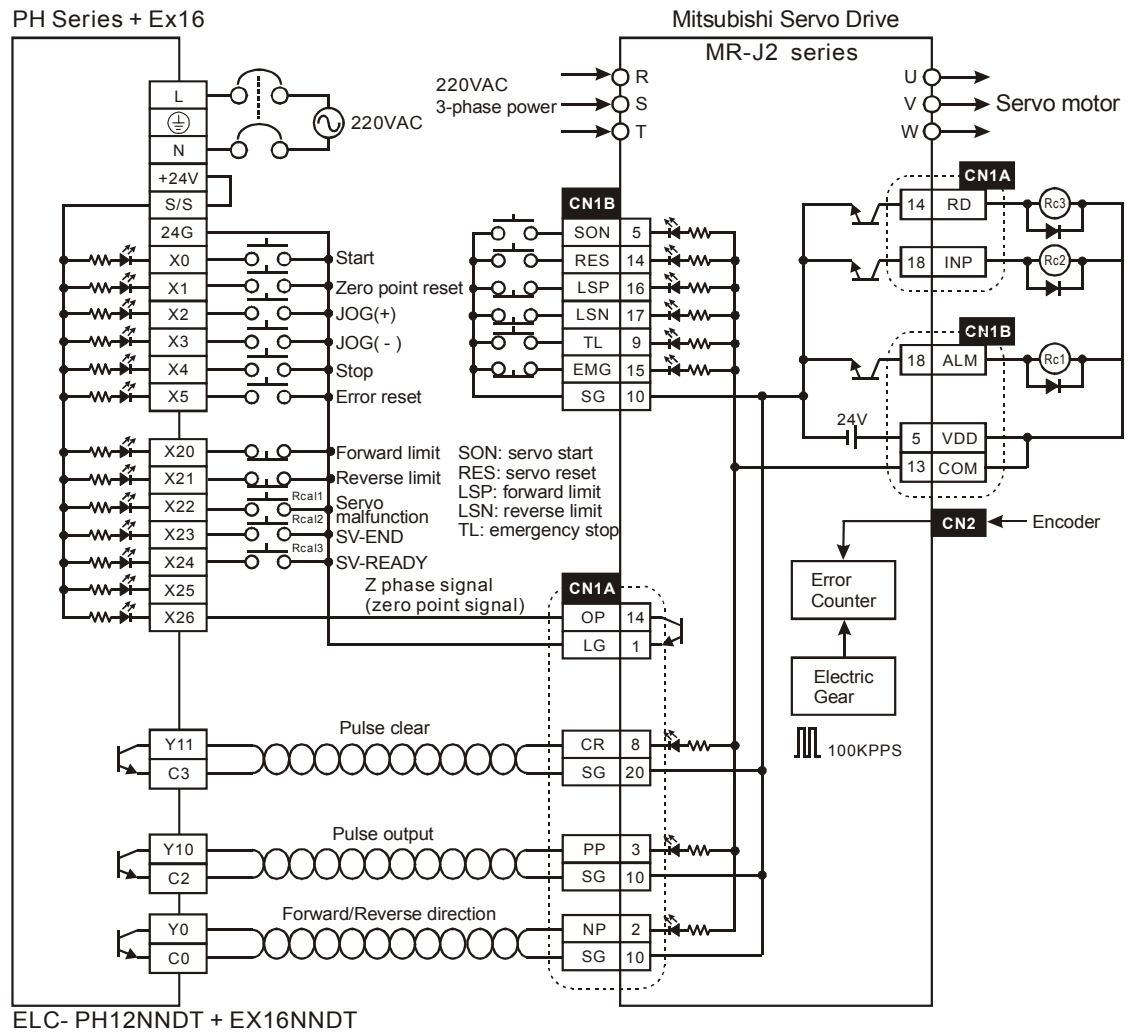 PH Series + Ex16
Mitsubishi Servo Drive
MR-J2 series
L
N
+24V
S/S
24G
X0
X1
X2
X3
X4
X5
X20
X21
X22
X23
X24
X25
X26
Y11
C3
Y10
C2
Y0
C0
220VAC
Start
Zero point reset
JOG(+)
JOG( - )
Stop
Error reset
Forward limit
Reverse limit
Rcal1
Servo
malfunction
Rcal2
SV-END
Rcal3
SV-READY
Z phase signal
(zero point signal)
Pulse clear
Pulse output
Forward/Reverse direction
SON: servo start
RES: servo reset
LSP: forward limit
LSN: reverse limit
TL: emergency stop
220VAC
3-phase power
R
S
T
U
V
W
Servo motor
CN1B
SON 5
RES 14
LSP 16
LSN 17
TL 9
EMG 15
SG 10
CN1A
OP 14
LG 1
CR 8
SG 20
PP 3
SG 10
NP 2
SG 10
CN1A
14 RD
Rc3
18 INP
Rc2
CN1B
18 ALM
Rc1
24V
5 VDD
13 COM
CN2
Encoder
Error
Counter
Electric
Gear
100KPPS
ELC- PH12NNDT + EX16NNDT